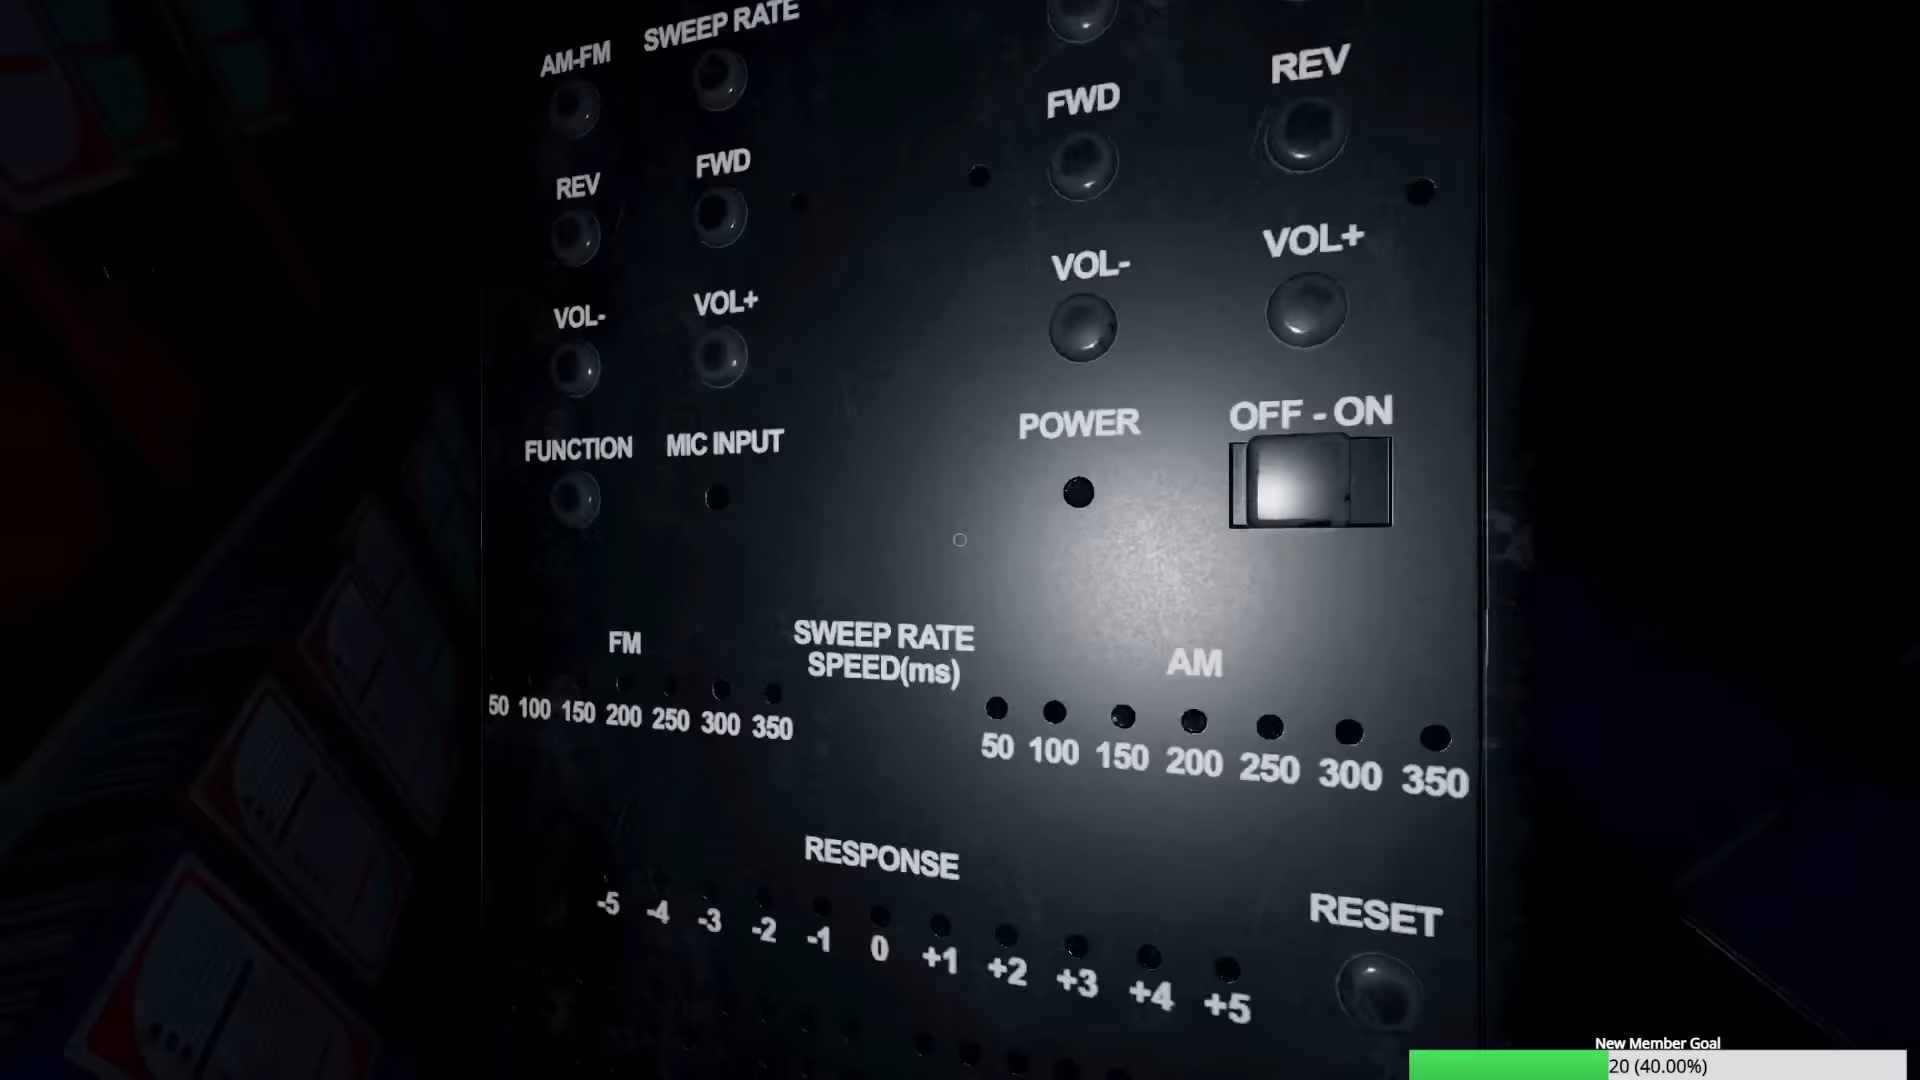 AM-FM SWEEP RATE
REV
FWD
REV FWD
VOL- VOL+
VOL- VOL+
POWER OFF - ON
FUNCTION MIC INPUT
FM SWEEP RATE AM
SPEED(ms)
50 100 150 200 250 300 350
50 100 150 200 250 300 350
RESPONSE
-5 -4 -3 -2 -1 0 +1 +2 +3 +4 +5
RESET
New Member Goal
20 (40.00%)